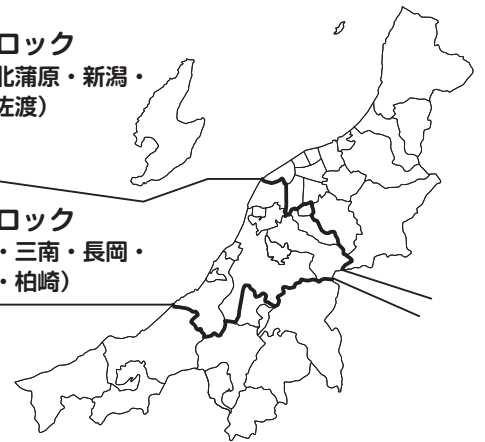 ロック
北蒲原・新潟・
佐渡）
ロック
・三南・長岡・
・柏崎）